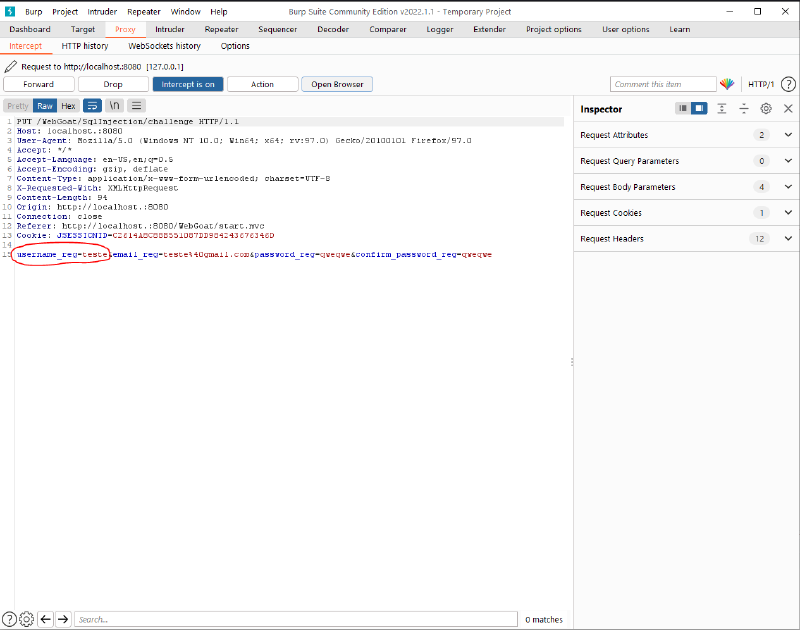 Burp Project Intruder Repeater Window Help Burp Suite Community Edition v2022.1.1 - Temporary Project
Dashboard Target Proxy Intruder Repeater Sequencer Decoder Comparer Logger Extender Project options User options Learn
Intercept HTTP history WebSockets history Options
Request to http://localhost.:8080 [127.0.0.1]
Forward Drop Intercept is on Action Open Browser Comment this item HTTP/1 ?
Pretty Raw Hex \n
Inspector
1 PUT /WebGoat/SqlInjection/challenge HTTP/1.1
2 Host: localhost.:8080
3 User-Agent: Mozilla/5.0 (Windows NT 10.0; Win64; x64; rv:97.0) Gecko/20100101 Firefox/97.0
4 Accept: */*
5 Accept-Language: en-US,en;q=0.5
6 Accept-Encoding: gzip, deflate
7 Content-Type: application/x-www-form-urlencoded; charset=UTF-8
8 X-Requested-With: XMLHttpRequest
9 Content-Length: 94
10 Origin: http://localhost.:8080
11 Connection: close
12 Referer: http://localhost.:8080/WebGoat/start.mvc
13 Cookie: JSESSIONID=
14
15 username_reg=teste&email_reg=teste%40gmail.com&password_reg=qweqwe&confirm_password_reg=qweqwe
Request Attributes 2
Request Query Parameters 0
Request Body Parameters 4
Request Cookies 1
Request Headers 12
? Search... 0 matches